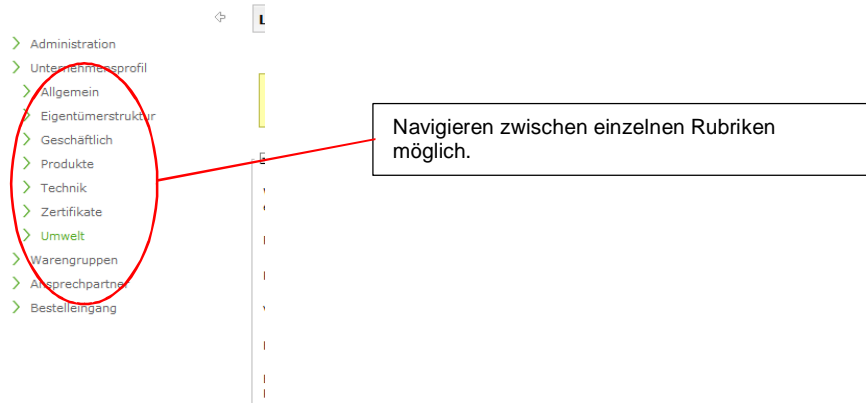 L
Administration
Unternehmensprofil
Allgemein
Eigentümerstruktur
Geschäftlich
Produkte
Technik
Zertifikate
Umwelt
Warengruppen
Ansprechpartner
Bestelleingang
Navigieren zwischen einzelnen Rubriken
möglich.